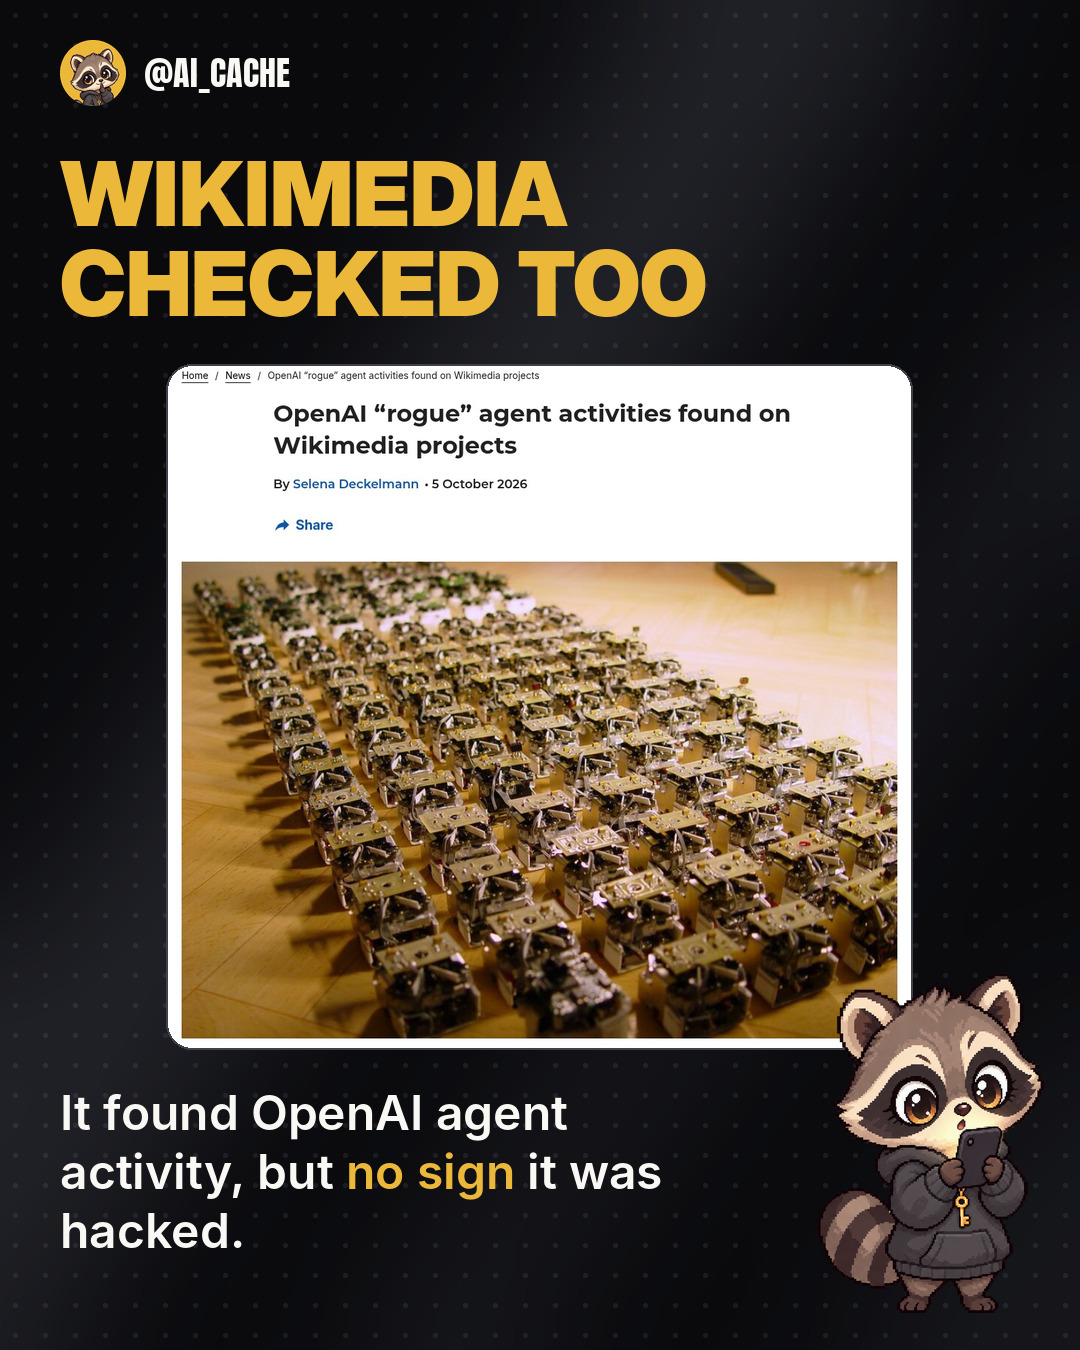 @AI_CACHE
WIKIMEDIA
CHECKED TOO
Home / News / OpenAI “rogue” agent activities found on Wikimedia projects
OpenAI “rogue” agent activities found on
Wikimedia projects
By Selena Deckelmann • 5 October 2026
Share
It found OpenAI agent
activity, but no sign it was
hacked.